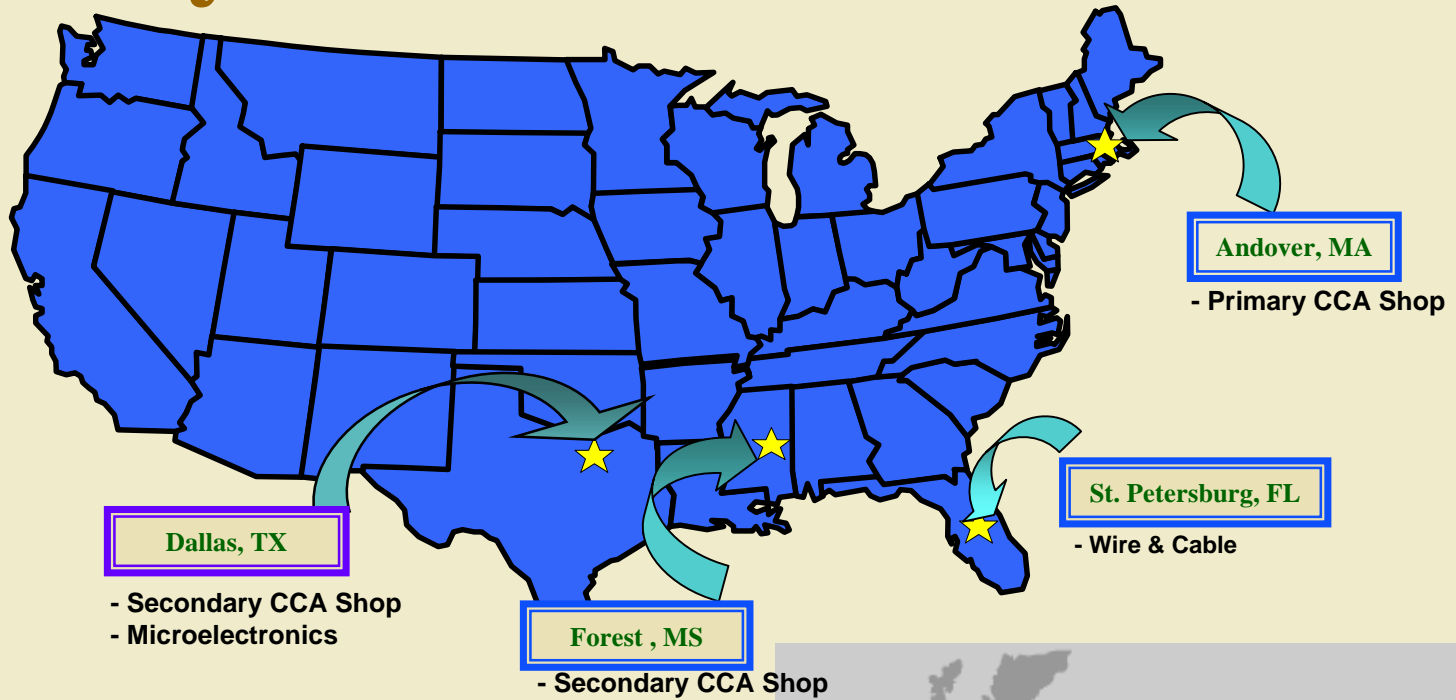 Andover, MA
- Primary CCA Shop
St. Petersburg, FL
- Wire & Cable
Dallas, TX
- Secondary CCA Shop
- Microelectronics
Forest , MS
- Secondary CCA Shop